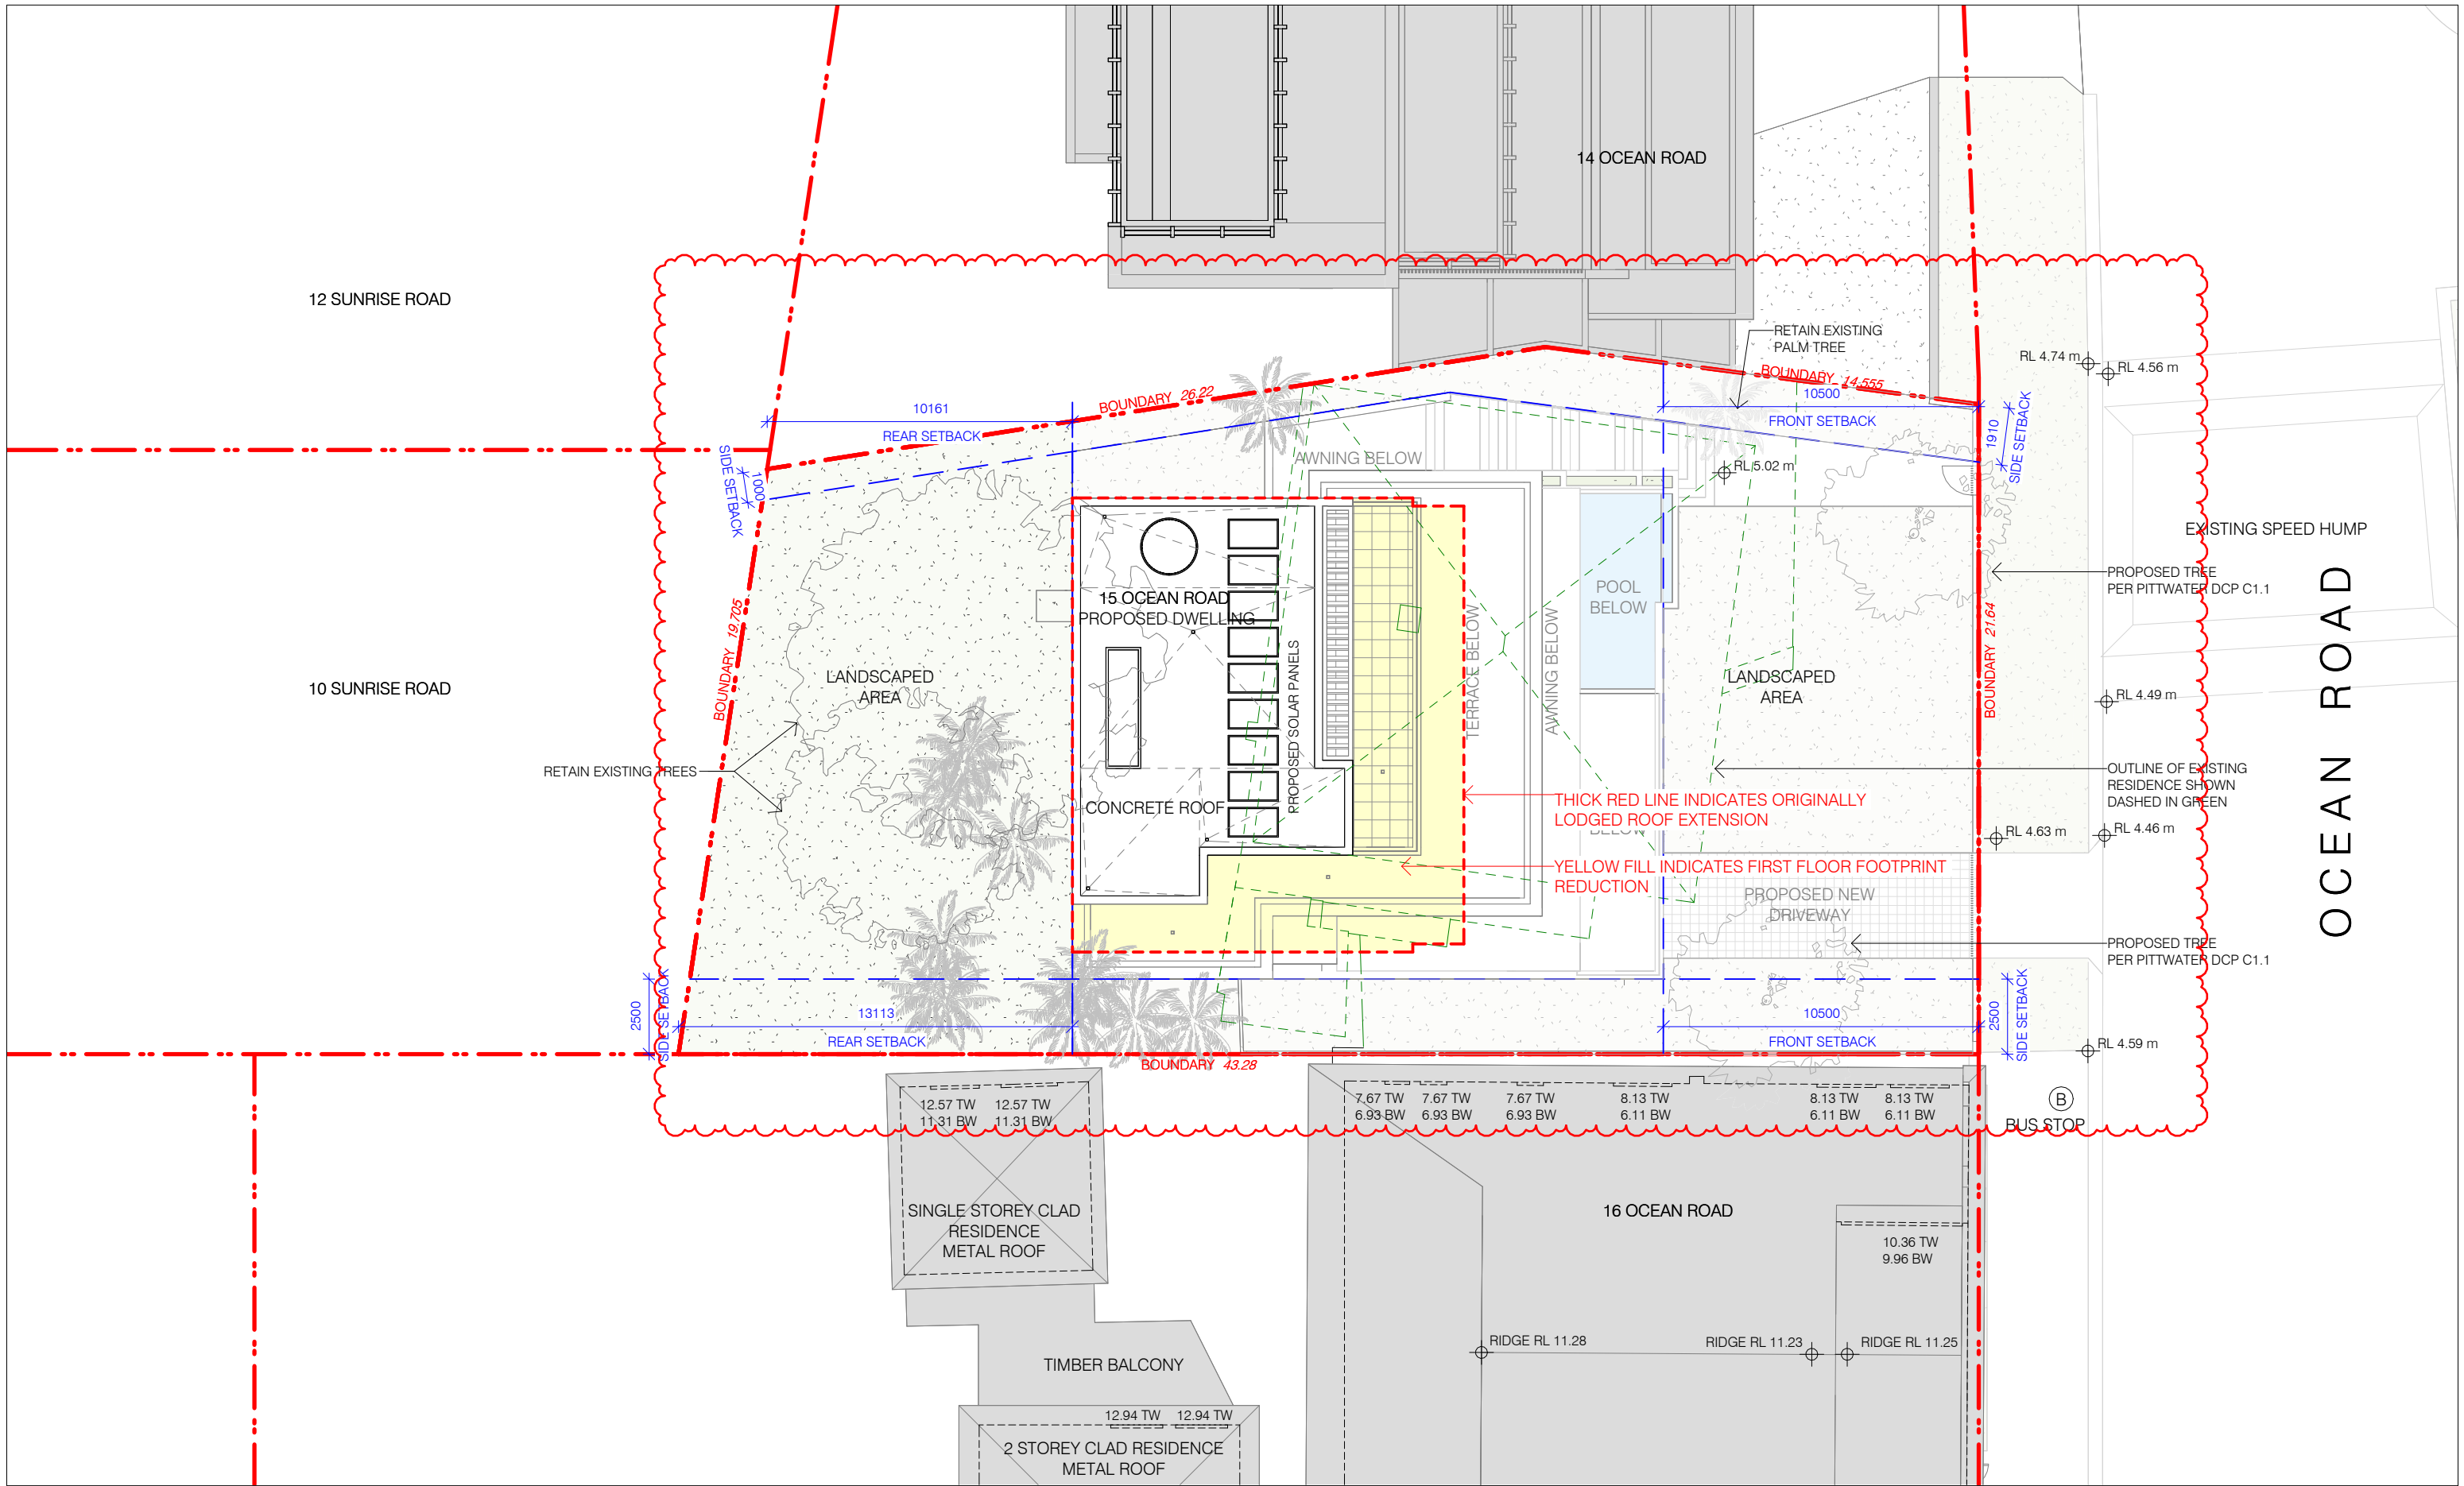 14 OCEAN ROAD
12 SUNRISE ROAD
RETAIN EXISTING
PALM TREE
RL 4.74 m
RL 4.56 m
BOUNDARY 14.555
BOUNDARY 26.22
10161
REAR SETBACK
10500
FRONT SETBACK
1910
SIDE SETBACK
SIDE SETBACK
1000
AWNING BELOW
RL 5.02 m
EXISTING SPEED HUMP
PROPOSED TREE
PER PITTWATER DCP C1.1
15 OCEAN ROAD
PROPOSED DWELLING
POOL
BELOW
OCEAN ROAD
BOUNDARY 19.705
BOUNDARY 21.64
10 SUNRISE ROAD
LANDSCAPED
AREA
PROPOSED SOLAR PANELS
TERRACE BELOW
AWNING BELOW
LANDSCAPED
AREA
RL 4.49 m
RETAIN EXISTING TREES
OUTLINE OF EXISTING
RESIDENCE SHOWN
DASHED IN GREEN
CONCRETE ROOF
THICK RED LINE INDICATES ORIGINALLY
LODGED ROOF EXTENSION
BELOW
RL 4.63 m
RL 4.46 m
YELLOW FILL INDICATES FIRST FLOOR FOOTPRINT
REDUCTION
PROPOSED NEW
DRIVEWAY
PROPOSED TREE
PER PITTWATER DCP C1.1
2500
SIDE SETBACK
13113
REAR SETBACK
10500
FRONT SETBACK
2500
SIDE SETBACK
RL 4.59 m
BOUNDARY 43.28
12.57 TW 12.57 TW
11.31 BW 11.31 BW
7.67 TW 7.67 TW 7.67 TW 8.13 TW 8.13 TW 8.13 TW
6.93 BW 6.93 BW 6.93 BW 6.11 BW 6.11 BW 6.11 BW
B
BUS STOP
SINGLE STOREY CLAD
RESIDENCE
METAL ROOF
16 OCEAN ROAD
10.36 TW
9.96 BW
RIDGE RL 11.28
RIDGE RL 11.23
RIDGE RL 11.25
TIMBER BALCONY
12.94 TW 12.94 TW
2 STOREY CLAD RESIDENCE
METAL ROOF